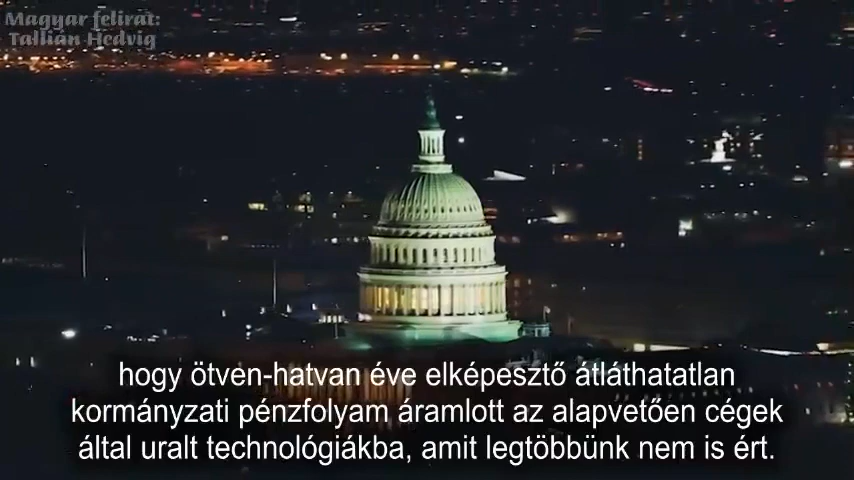 Magyar felirat:
Tallián Hedvig
hogy ötven-hatvan éve elképesztő átláthatatlan
kormányzati pénzfolyam áramlott az alapvetően cégek
által uralt technológiákba, amit legtöbbünk nem is ért.